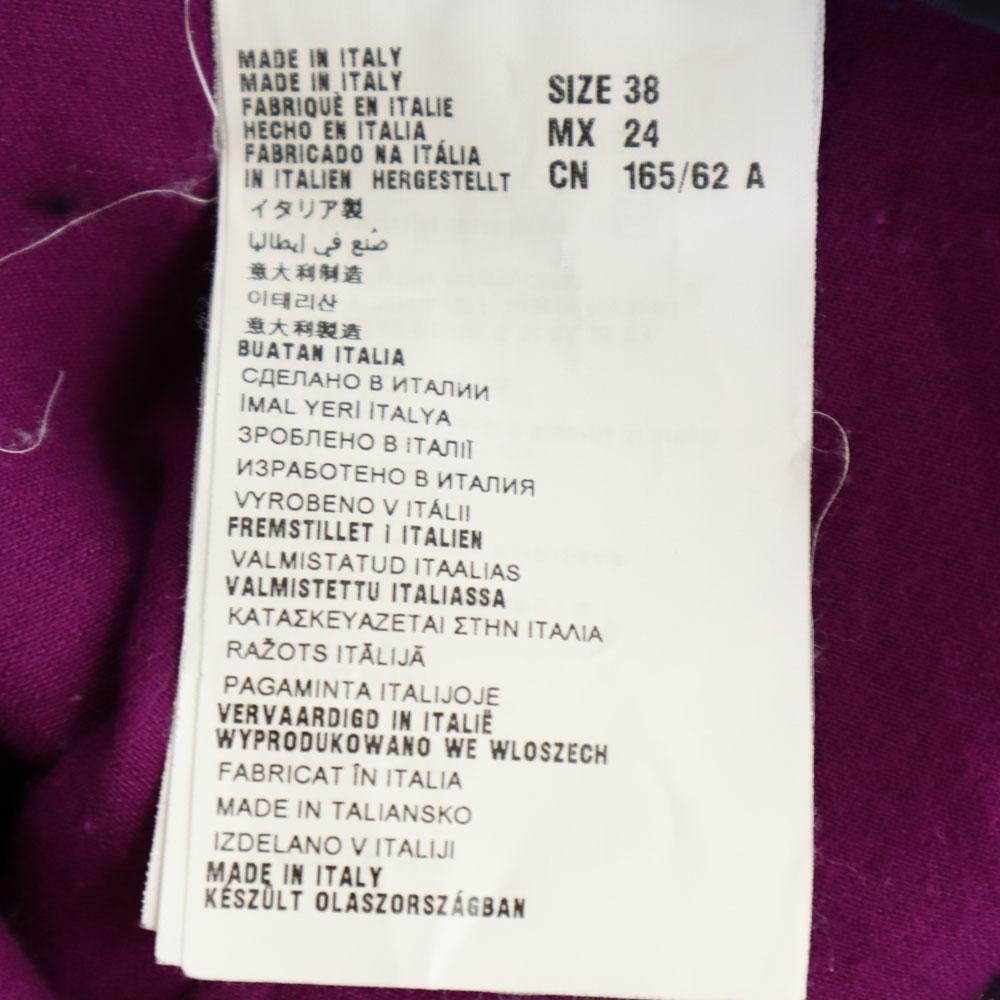 MADE IN ITALY
MADE IN ITALY
FABRIQUÈ EN ITALIE
HECHO EN ITALIA
FABRICADO NA ITÁLIA
IN ITALIEN HERGESTELLT
イタリア製
صُنع في إيطاليا
意大利制造
이태리산
意大利製造
BUATAN ITALIA
СДЕЛАНО В ИТАЛИИ
İMAL YERİ İTALYA
ЗРОБЛЕНО В ІТАЛІЇ
ИЗРАБОТЕНО В ИТАЛИЯ
VYROBENO V ITÁLII
FREMSTILLET i ITALIEN
VALMISTATUD ITAALIAS
VALMISTETTU ITALIASSA
ΚΑΤΑΣΚΕΥΑΖΕΤΑΙ ΣΤΗΝ ΙΤΑΛΙΑ
RAŽOTS ITĀLIJĀ
PAGAMINTA ITALIJOJE
VERVAARDIGD IN ITALIË
WYPRODUKOWANO WE WLOSZECH
FABRICAT ÎN ITALIA
MADE IN TALIANSKO
IZDELANO V ITALIJI
MADE IN ITALY
KÉSZÜLT OLASZORSZÁGBAN
SIZE 38
MX 24
CN 165/62 A